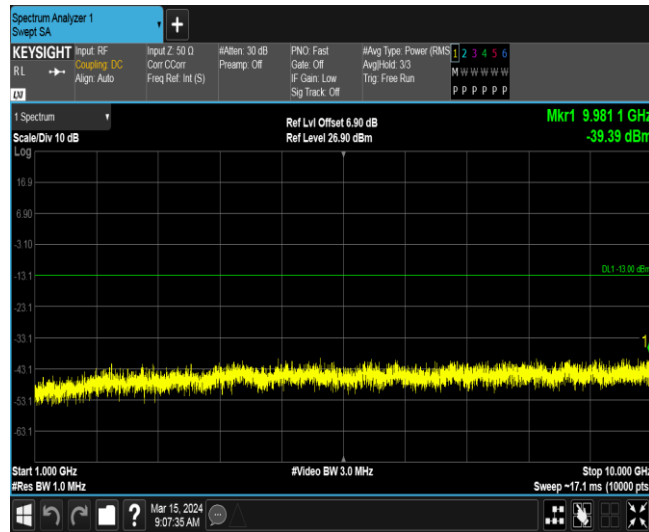 Spectrum Analyzer 1
Swept SA
+
KEYSIGHT
RL
LXI
Input: RF
Coupling: DC
Align: Auto
Input Z: 50 Ω
Corr CCorr
Freq Ref: Int (S)
#Atten: 30 dB
Preamp: Off
PNO: Fast
Gate: Off
IF Gain: Low
Sig Track: Off
#Avg Type: Power (RMS
Avg|Hold: 3/3
Trig: Free Run
1 2 3 4 5 6
M W W W W W
P P P P P P
1 Spectrum
Scale/Div 10 dB
Log
Ref Lvl Offset 6.90 dB
Ref Level 26.90 dBm
Mkr1 9.981 1 GHz
-39.39 dBm
16.9
6.90
-3.10
-13.1
-23.1
-33.1
-43.1
-53.1
-63.1
DL1 -13.00 dBm
1
Start 1.000 GHz
#Res BW 1.0 MHz
#Video BW 3.0 MHz
Stop 10.000 GHz
Sweep ~17.1 ms (10000 pts
?
Mar 15, 2024
9:07:35 AM